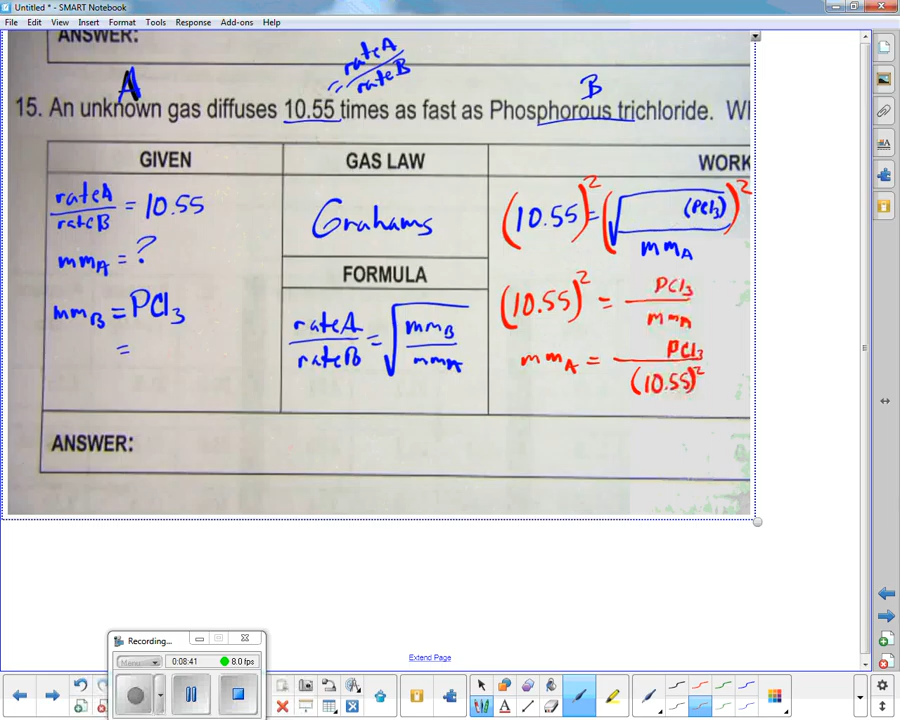 Untitled * - SMART Notebook
File Edit View Insert Format Tools Response Add-ons Help
ANSWER:
= rateA / rateB
A
B
15. An unknown gas diffuses 10.55 times as fast as Phosphorous trichloride.
GIVEN
GAS LAW
WORK
rateA / rateB = 10.55
mmA = ?
mmB = PCl3
=
Grahams
FORMULA
rateA / rateB = √ mmB / mmA
(10.55)² = (√ (PCl3) / mmA)²
(10.55)² = PCl3 / mmA
mmA = PCl3 / (10.55)²
ANSWER:
Extend Page
Recording...
Menu
0:08:41
8.0 fps
A